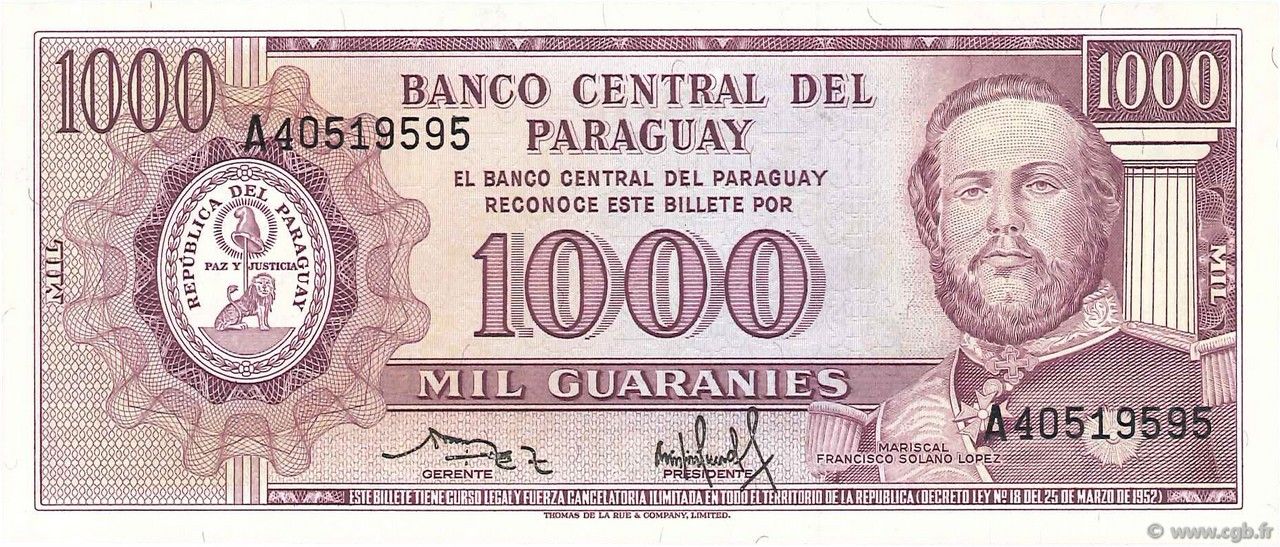 1000
1000
BANCO CENTRAL DEL
PARAGUAY
A40519595
EL BANCO CENTRAL DEL PARAGUAY
RECONOCE ESTE BILLETE POR
REPÚBLICA DEL PARAGUAY
PAZ Y JUSTICIA
MIL
MIL
1000
MIL GUARANIES
A40519595
MARISCAL
FRANCISCO SOLANO LOPEZ
GERENTE
PRESIDENTE
ESTE BILLETE TIENE CURSO LEGAL Y FUERZA CANCELATORIA ILIMITADA EN TODO EL TERRITORIO DE LA REPUBLICA (DECRETO LEY Nº 18 DEL 25 DE MARZO DE 1952)
THOMAS DE LA RUE & COMPANY, LIMITED.
© www.cgb.fr